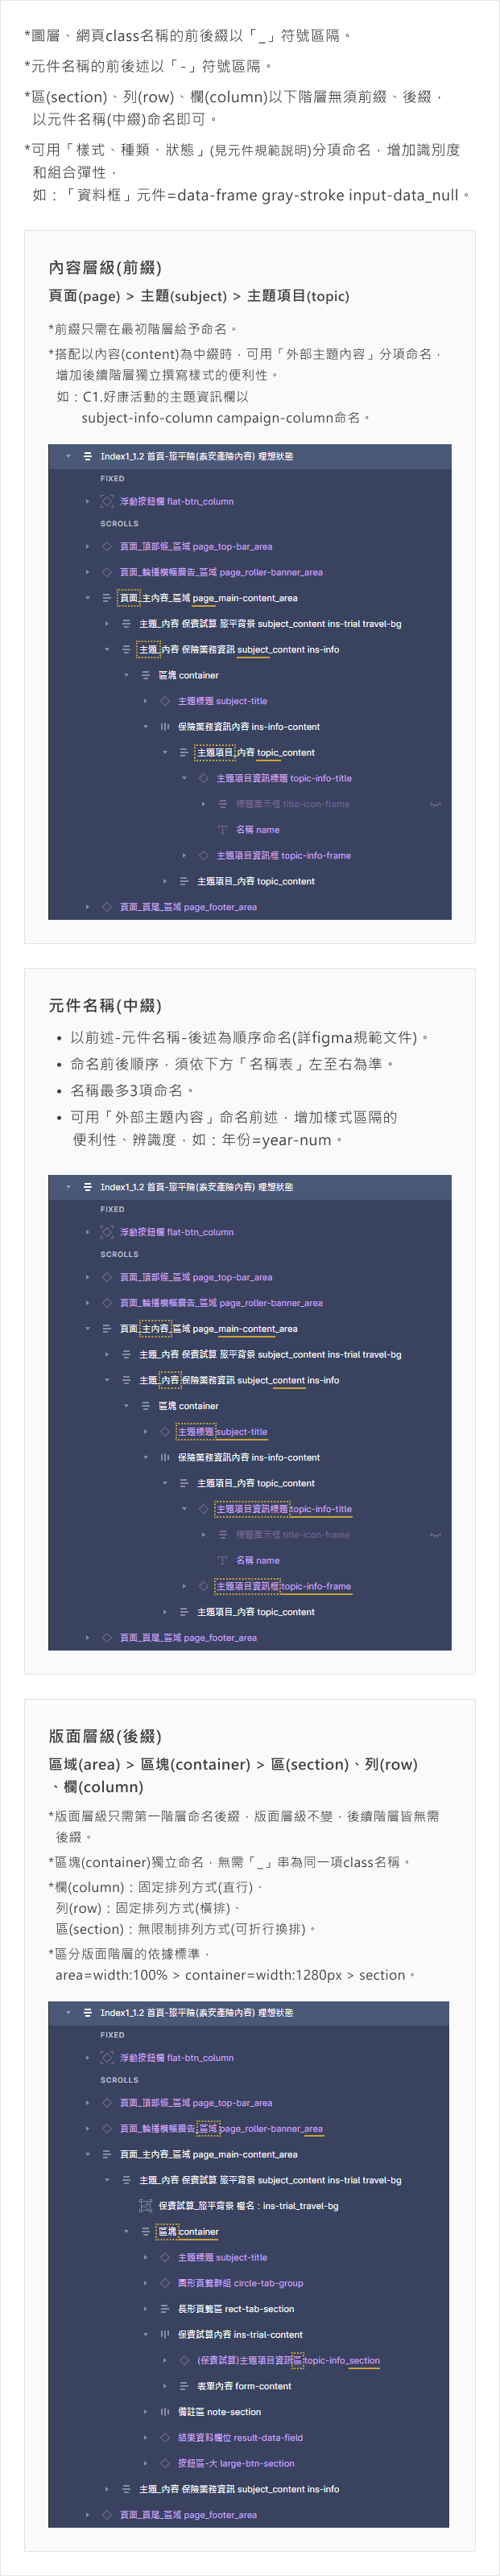 *圖層、網頁class名稱的前後綴以「_」符號區隔。
*元件名稱的前後述以「-」符號區隔。
*區(section)、列(row)、欄(column)以下階層無須前綴、後綴，
以元件名稱(中綴)命名即可。
*可用「樣式、種類、狀態」(見元件規範說明)分項命名，增加識別度
和組合彈性，
如：「資料框」元件=data-frame gray-stroke input-data_null。
內容層級(前綴)
頁面(page) > 主題(subject) > 主題項目(topic)
*前綴只需在最初階層給予命名。
*搭配以內容(content)為中綴時，可用「外部主題內容」分項命名，
增加後續階層獨立撰寫樣式的便利性。
如：C1.好康活動的主題資訊欄以
subject-info-column campaign-column命名。
Index1_1.2 首頁-旅平險(泰安產險內容) 理想狀態
FIXED
浮動按鈕欄 flat-btn_column
SCROLLS
頁面_頂部條_區域 page_top-bar_area
頁面_輪播橫幅廣告_區域 page_roller-banner_area
頁面_主內容_區域 page_main-content_area
主題_內容 保費試算 旅平背景 subject_content ins-trial travel-bg
主題_內容 保險業務資訊 subject_content ins-info
區塊 container
主題標題 subject-title
保險業務資訊內容 ins-info-content
主題項目_內容 topic_content
主題項目資訊標題 topic-info-title
標題圖示框 title-icon-frame
名稱 name
主題項目資訊框 topic-info-frame
主題項目_內容 topic_content
頁面_頁尾_區域 page_footer_area
元件名稱(中綴)
• 以前述-元件名稱-後述為順序命名(詳figma規範文件)。
• 命名前後順序，須依下方「名稱表」左至右為準。
• 名稱最多3項命名。
• 可用「外部主題內容」命名前述，增加樣式區隔的
便利性、辨識度，如：年份=year-num。
Index1_1.2 首頁-旅平險(泰安產險內容) 理想狀態
FIXED
浮動按鈕欄 flat-btn_column
SCROLLS
頁面_頂部條_區域 page_top-bar_area
頁面_輪播橫幅廣告_區域 page_roller-banner_area
頁面_主內容_區域 page_main-content_area
主題_內容 保費試算 旅平背景 subject_content ins-trial travel-bg
主題_內容 保險業務資訊 subject_content ins-info
區塊 container
主題標題 subject-title
保險業務資訊內容 ins-info-content
主題項目_內容 topic_content
主題項目資訊標題 topic-info-title
標題圖示框 title-icon-frame
名稱 name
主題項目資訊框 topic-info-frame
主題項目_內容 topic_content
頁面_頁尾_區域 page_footer_area
版面層級(後綴)
區域(area) > 區塊(container) > 區(section)、列(row)
、欄(column)
*版面層級只需第一階層命名後綴，版面層級不變，後續階層皆無需
後綴。
*區塊(container)獨立命名，無需「_」串為同一項class名稱。
*欄(column)：固定排列方式(直行)、
列(row)：固定排列方式(橫排)、
區(section)：無限制排列方式(可折行換排)。
*區分版面階層的依據標準，
area=width:100% > container=width:1280px > section。
Index1_1.2 首頁-旅平險(泰安產險內容) 理想狀態
FIXED
浮動按鈕欄 flat-btn_column
SCROLLS
頁面_頂部條_區域 page_top-bar_area
頁面_輪播橫幅廣告_區域 page_roller-banner_area
頁面_主內容_區域 page_main-content_area
主題_內容 保費試算 旅平背景 subject_content ins-trial travel-bg
保費試算_旅平背景 檔名：ins-trial_travel-bg
區塊 container
主題標題 subject-title
圓形頁籤群組 circle-tab-group
長形頁籤區 rect-tab-section
保費試算內容 ins-trial-content
(保費試算)主題項目資訊區 topic-info_section
表單內容 form-content
備註區 note-section
結果資料欄位 result-data-field
按鈕區-大 large-btn-section
主題_內容 保險業務資訊 subject_content ins-info
頁面_頁尾_區域 page_footer_area